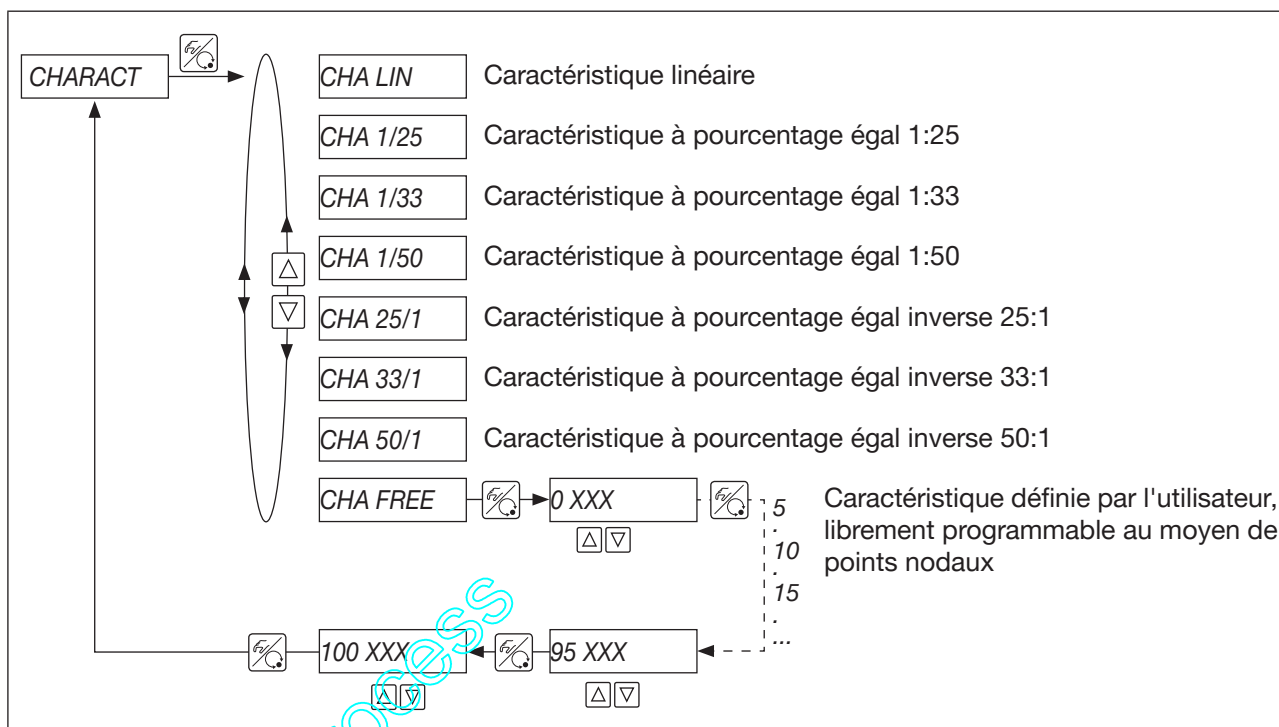 CHARACT
CHA LIN Caractéristique linéaire
CHA 1/25 Caractéristique à pourcentage égal 1:25
CHA 1/33 Caractéristique à pourcentage égal 1:33
CHA 1/50 Caractéristique à pourcentage égal 1:50
CHA 25/1 Caractéristique à pourcentage égal inverse 25:1
CHA 33/1 Caractéristique à pourcentage égal inverse 33:1
CHA 50/1 Caractéristique à pourcentage égal inverse 50:1
CHA FREE
0 XXX
5
.
10
.
15
.
...
Caractéristique définie par l'utilisateur,
librement programmable au moyen de
points nodaux
95 XXX
100 XXX